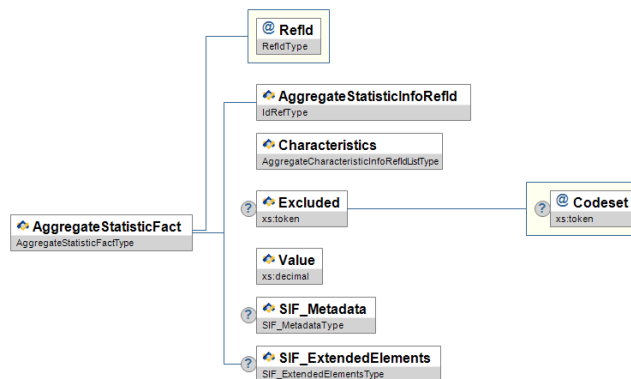 @ RefId
RefIdType
AggregateStatisticInfoRefId
IdRefType
Characteristics
AggregateCharacteristicInfoRefIdListType
? Excluded
xs:token
? @ Codeset
xs:token
AggregateStatisticFact
AggregateStatisticFactType
Value
xs:decimal
? SIF_Metadata
SIF_MetadataType
? SIF_ExtendedElements
SIF_ExtendedElementsType